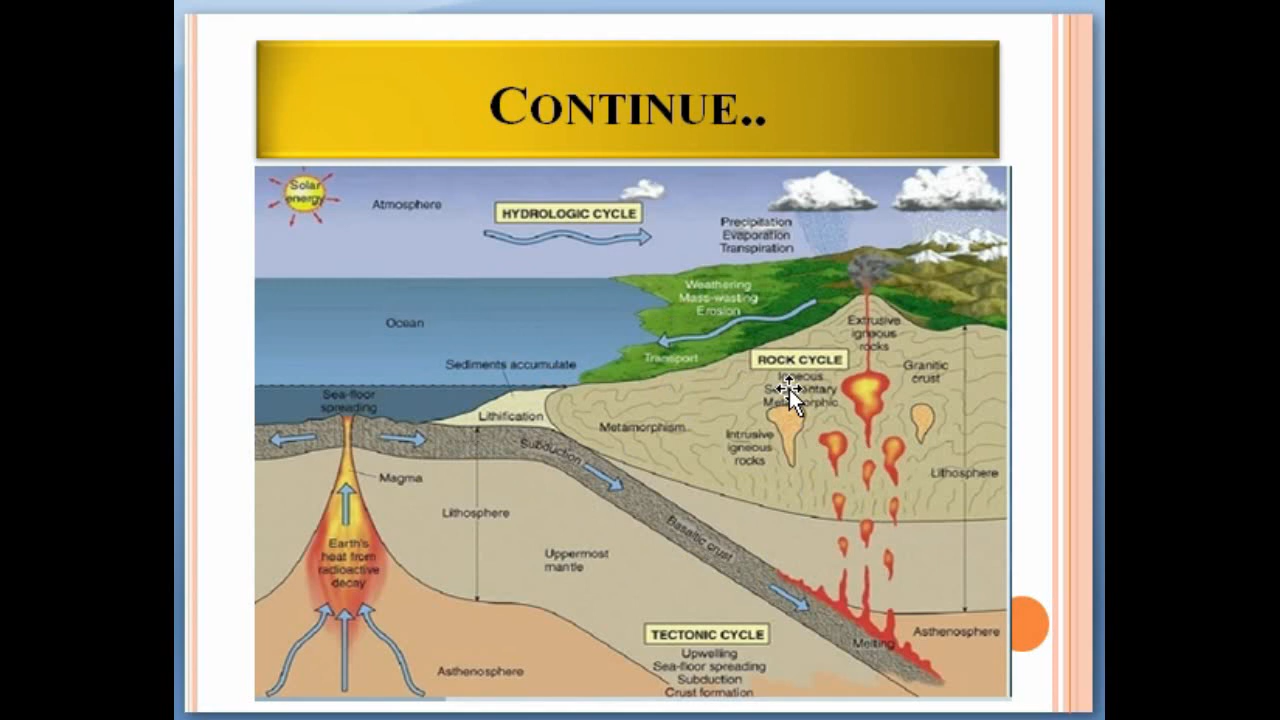 CONTINUE..
Solar
energy
Atmosphere
HYDROLOGIC CYCLE
Precipitation
Evaporation
Transpiration
Weathering
Mass-wasting
Erosion
Ocean
Extrusive
igneous
rocks
Transport
ROCK CYCLE
Sediments accumulate
Granitic
crust
Igneous
Sedimentary
Metamorphic
Sea-floor
spreading
Lithification
Metamorphism
Intrusive
igneous
rocks
Subduction
Lithosphere
Magma
Lithosphere
Basaltic crust
Earth's
heat from
radioactive
decay
Uppermost
mantle
TECTONIC CYCLE
Upwelling
Sea-floor spreading
Subduction
Crust formation
Melting
Asthenosphere
Asthenosphere